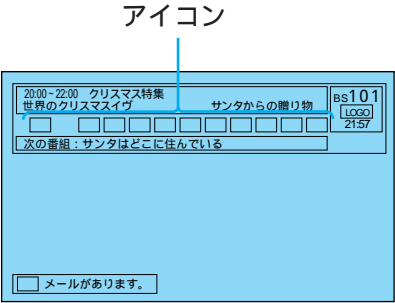 アイコン
20:00~22:00 クリスマス特集
世界のクリスマスイヴ サンタからの贈り物
BS101
LOGO
21:57
次の番組:サンタはどこに住んでいる
メールがあります。